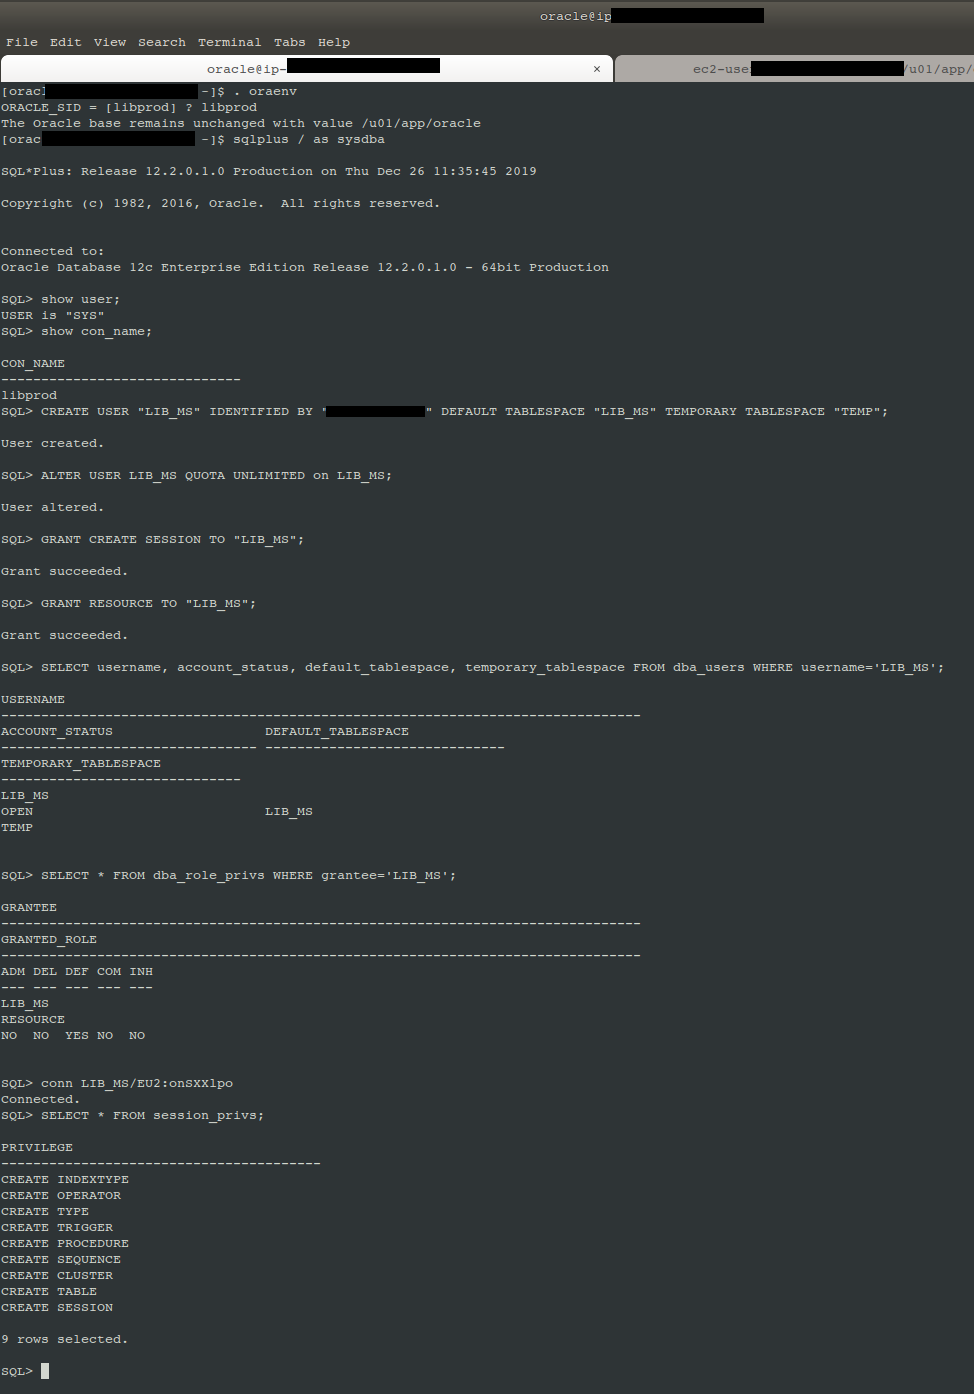 oracle@ip
File Edit View Search Terminal Tabs Help
oracle@ip- × ec2-use /u01/app/
[orac ~]$ . oraenv
ORACLE_SID = [libprod] ? libprod
The Oracle base remains unchanged with value /u01/app/oracle
[orac ~]$ sqlplus / as sysdba
SQL*Plus: Release 12.2.0.1.0 Production on Thu Dec 26 11:35:45 2019
Copyright (c) 1982, 2016, Oracle.  All rights reserved.
Connected to:
Oracle Database 12c Enterprise Edition Release 12.2.0.1.0 - 64bit Production
SQL> show user;
USER is "SYS"
SQL> show con_name;
CON_NAME
------------------------------
libprod
SQL> CREATE USER "LIB_MS" IDENTIFIED BY " " DEFAULT TABLESPACE "LIB_MS" TEMPORARY TABLESPACE "TEMP";
User created.
SQL> ALTER USER LIB_MS QUOTA UNLIMITED on LIB_MS;
User altered.
SQL> GRANT CREATE SESSION TO "LIB_MS";
Grant succeeded.
SQL> GRANT RESOURCE TO "LIB_MS";
Grant succeeded.
SQL> SELECT username, account_status, default_tablespace, temporary_tablespace FROM dba_users WHERE username='LIB_MS';
USERNAME
--------------------------------------------------------------------------------
ACCOUNT_STATUS                   DEFAULT_TABLESPACE
-------------------------------- ------------------------------
TEMPORARY_TABLESPACE
------------------------------
LIB_MS
OPEN                             LIB_MS
TEMP
SQL> SELECT * FROM dba_role_privs WHERE grantee='LIB_MS';
GRANTEE
--------------------------------------------------------------------------------
GRANTED_ROLE
--------------------------------------------------------------------------------
ADM DEL DEF COM INH
--- --- --- --- ---
LIB_MS
RESOURCE
NO  NO  YES NO  NO
SQL> conn LIB_MS/EU2:onSXXlpo
Connected.
SQL> SELECT * FROM session_privs;
PRIVILEGE
----------------------------------------
CREATE INDEXTYPE
CREATE OPERATOR
CREATE TYPE
CREATE TRIGGER
CREATE PROCEDURE
CREATE SEQUENCE
CREATE CLUSTER
CREATE TABLE
CREATE SESSION
9 rows selected.
SQL>